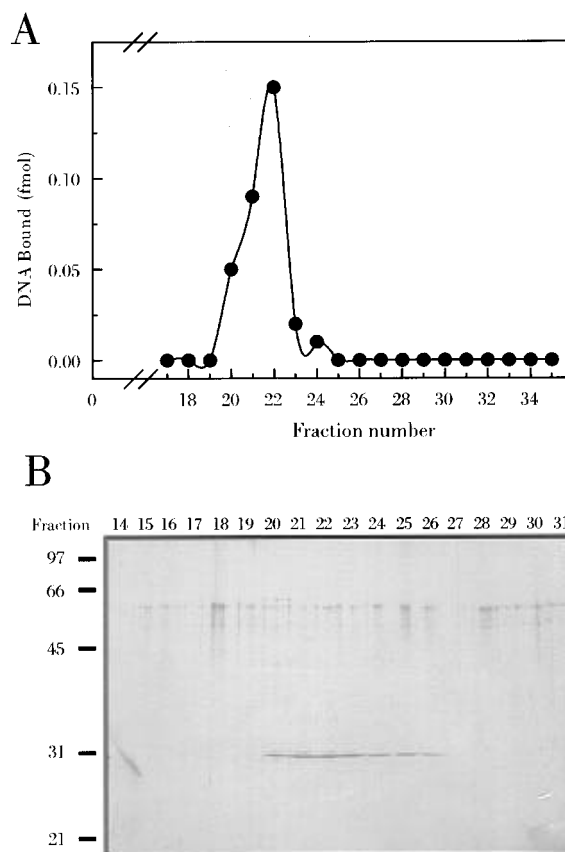 A
0.15
0.10
0.05
0.00
DNA Bound (fmol)
0 18 20 22 24 26 28 30 32 34
Fraction number
B
Fraction 14 15 16 17 18 19 20 21 22 23 24 25 26 27 28 29 30 31
97
66
45
31
21